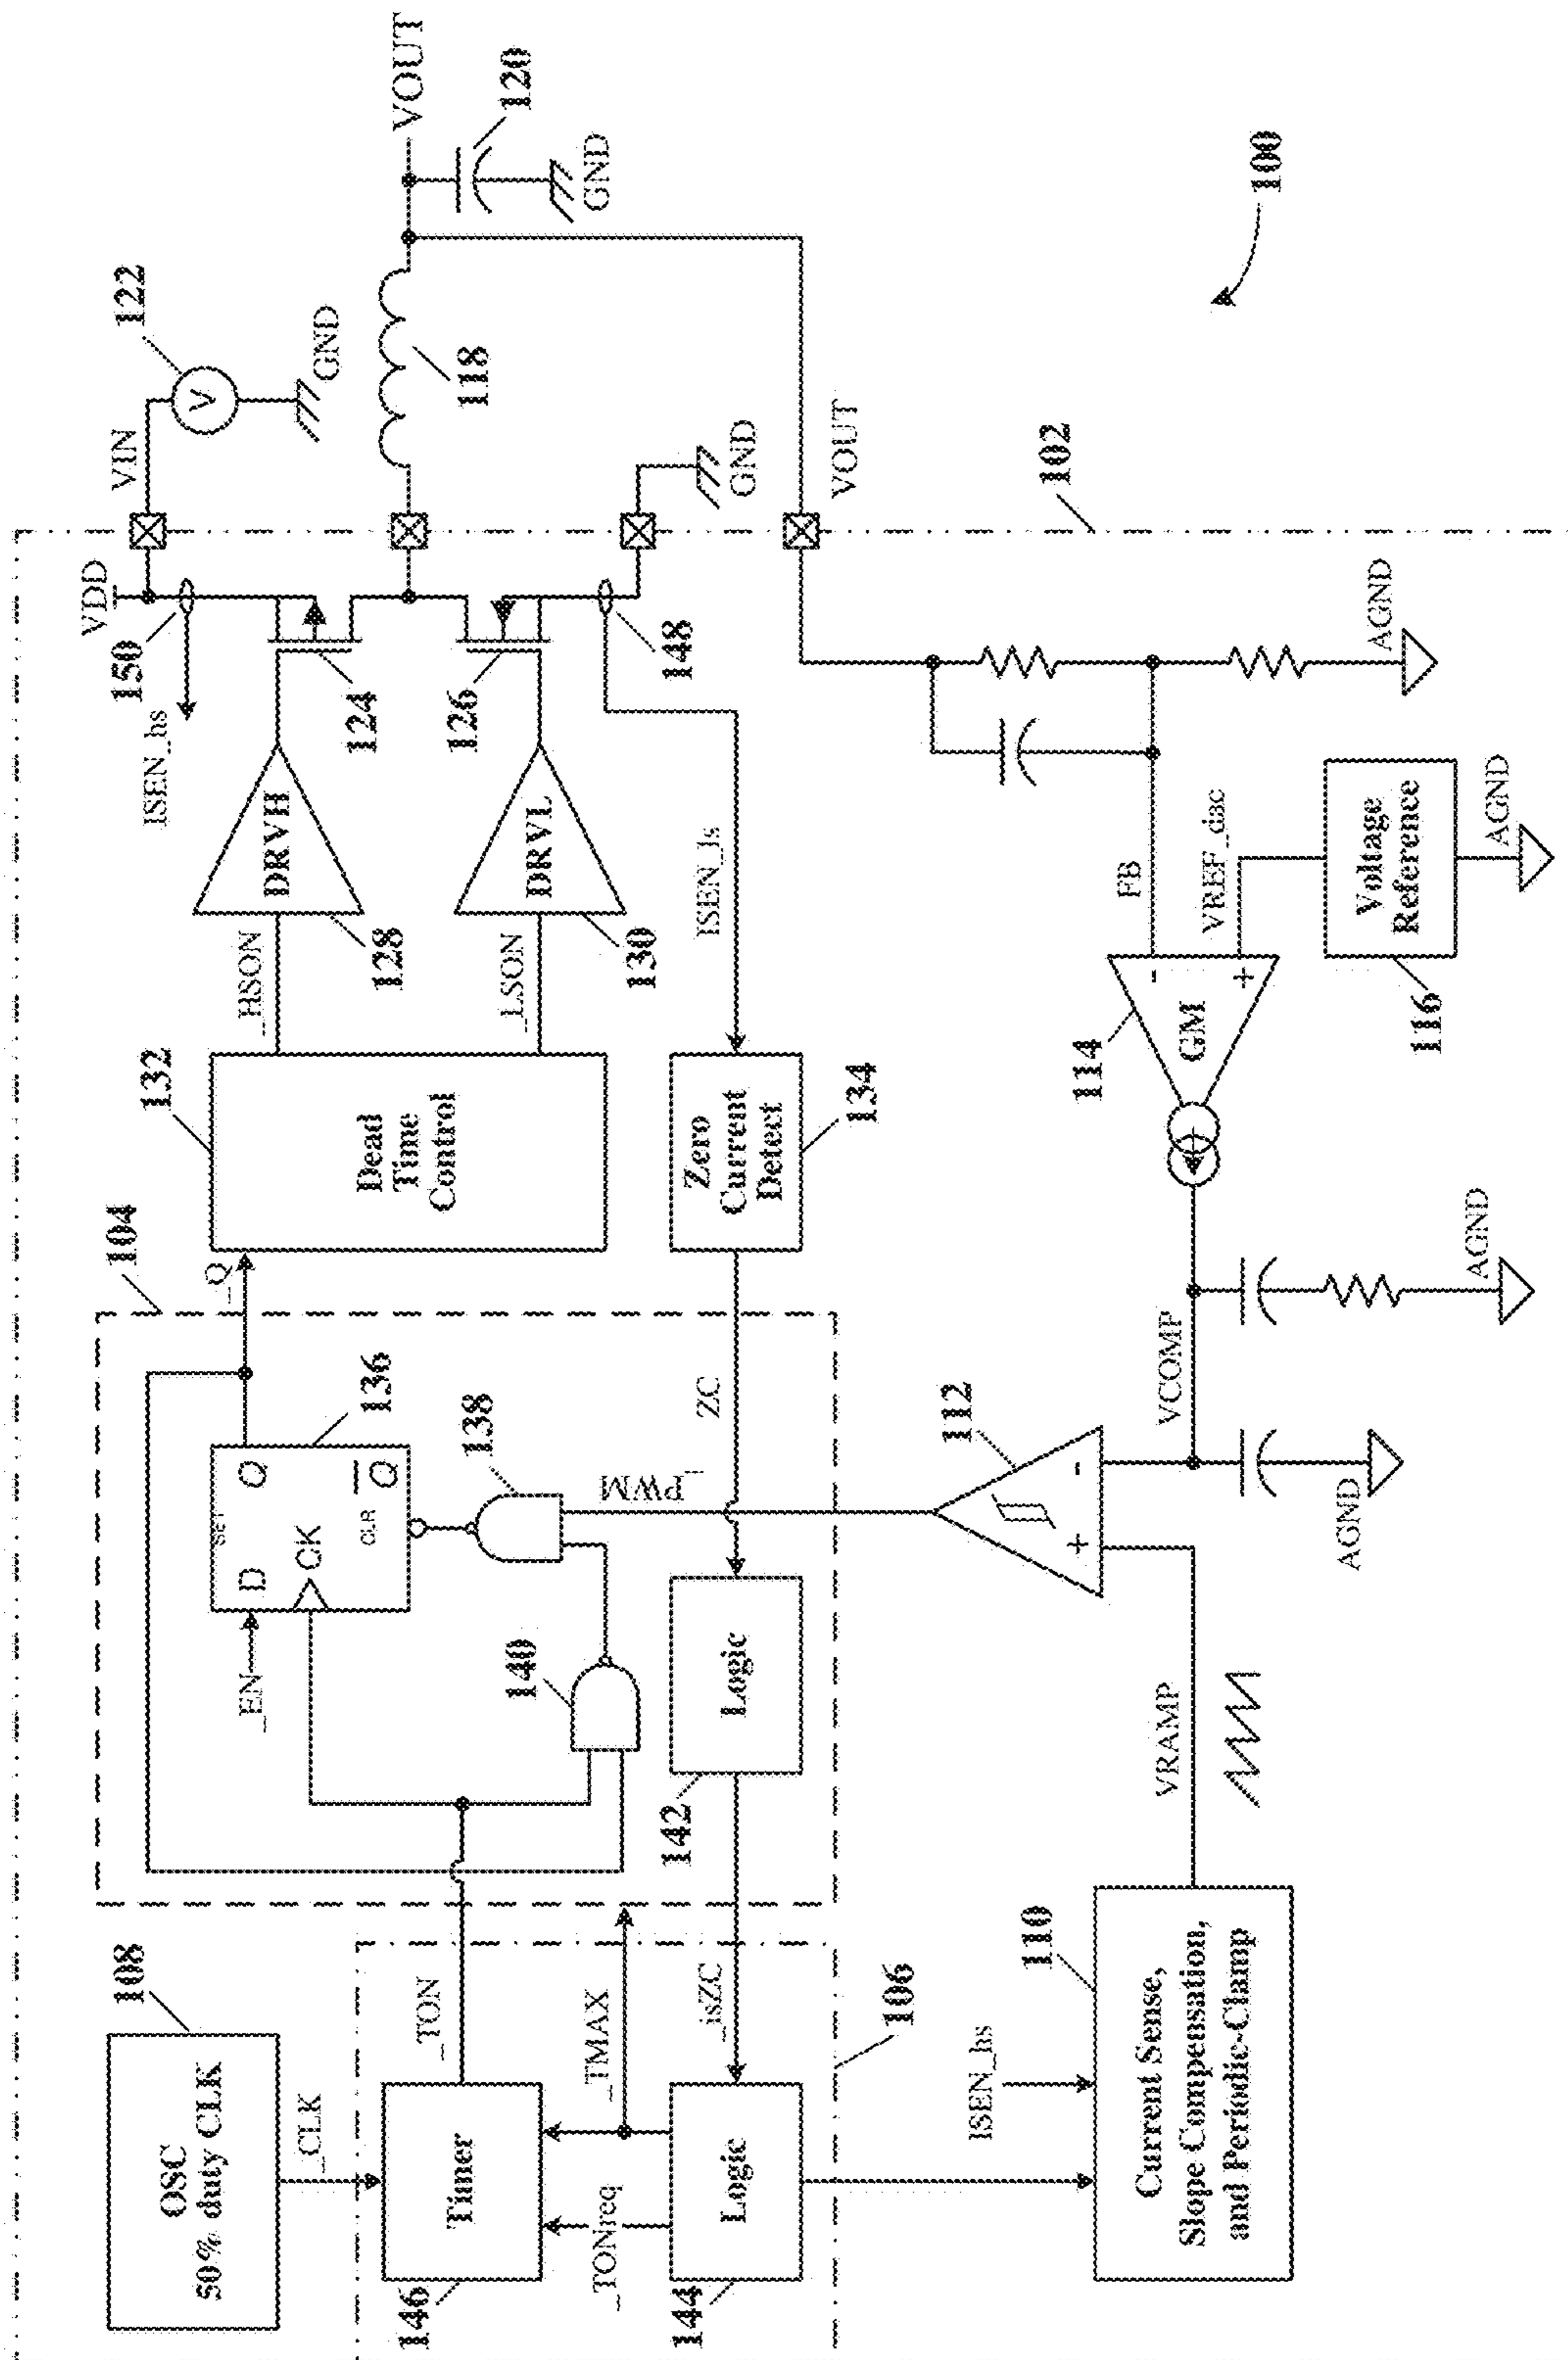 OSC
50% duty CLK
108
_CLK
146
Timer
_TON
_TONreq
_TMAX
144
Logic
_isZC
106
104
_EN
D
SET
Q
CK
CLR
Q
136
_Q
138
140
142
Logic
_PWM
ZC
132
Dead
Time
Control
_HSON
_LSON
Zero
Current
Detect
134
DRVH
128
DRVL
130
ISEN_ls
ISEN_hs
150
VDD
124
126
148
VIN
122
V
GND
118
VOUT
120
GND
GND
VOUT
102
100
ISEN_hs
110
Current Sense,
Slope Compensation,
and Periodic-Clamp
VRAMP
112
+
-
VCOMP
AGND
AGND
114
GM
-
+
FB
VREF_dac
116
Voltage
Reference
AGND
AGND